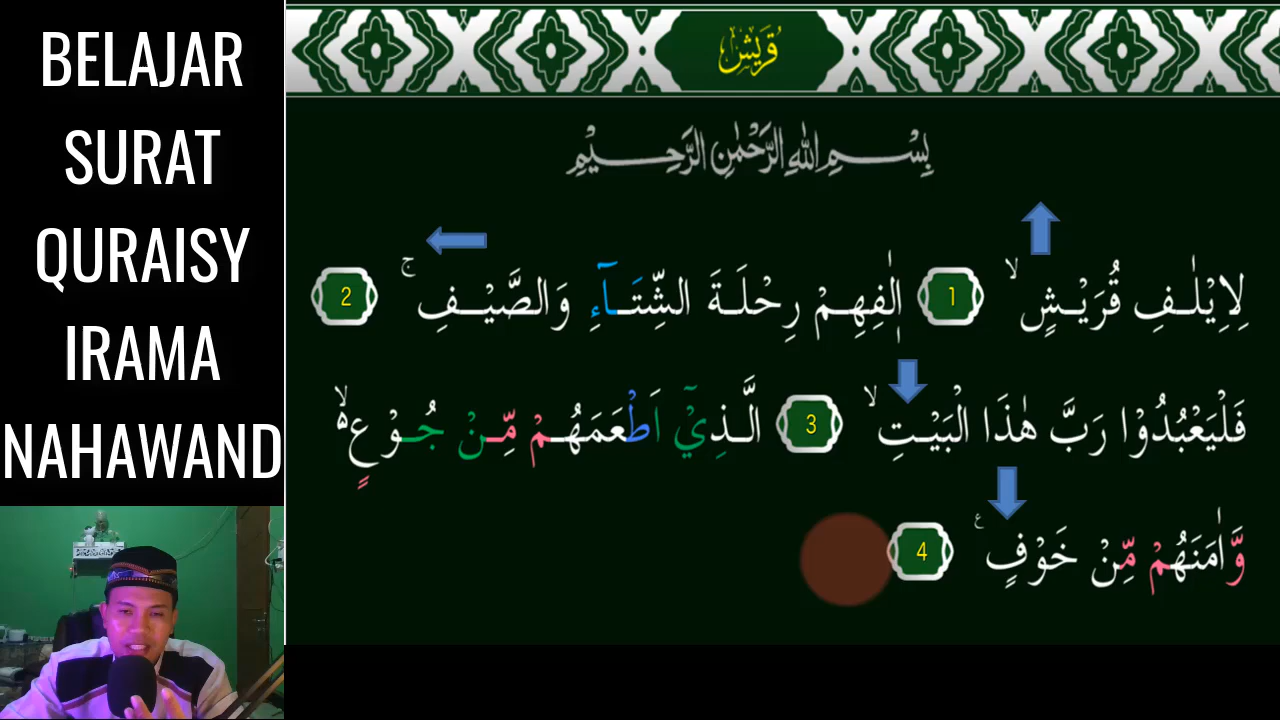 BELAJAR
SURAT
QURAISY
IRAMA
NAHAWAND
قُرَيْش
بِسْمِ اللّٰهِ الرَّحْمٰنِ الرَّحِيْمِ
لِاِيْلٰفِ قُرَيْشٍۙ 1 اٖلٰفِهِمْ رِحْلَةَ الشِّتَاۤءِ وَالصَّيْفِۚ 2
فَلْيَعْبُدُوْا رَبَّ هٰذَا الْبَيْتِۙ 3 الَّذِيْٓ اَطْعَمَهُمْ مِّنْ جُوْعٍ ەۙ
وَّاٰمَنَهُمْ مِّنْ خَوْفٍ ࣖ 4